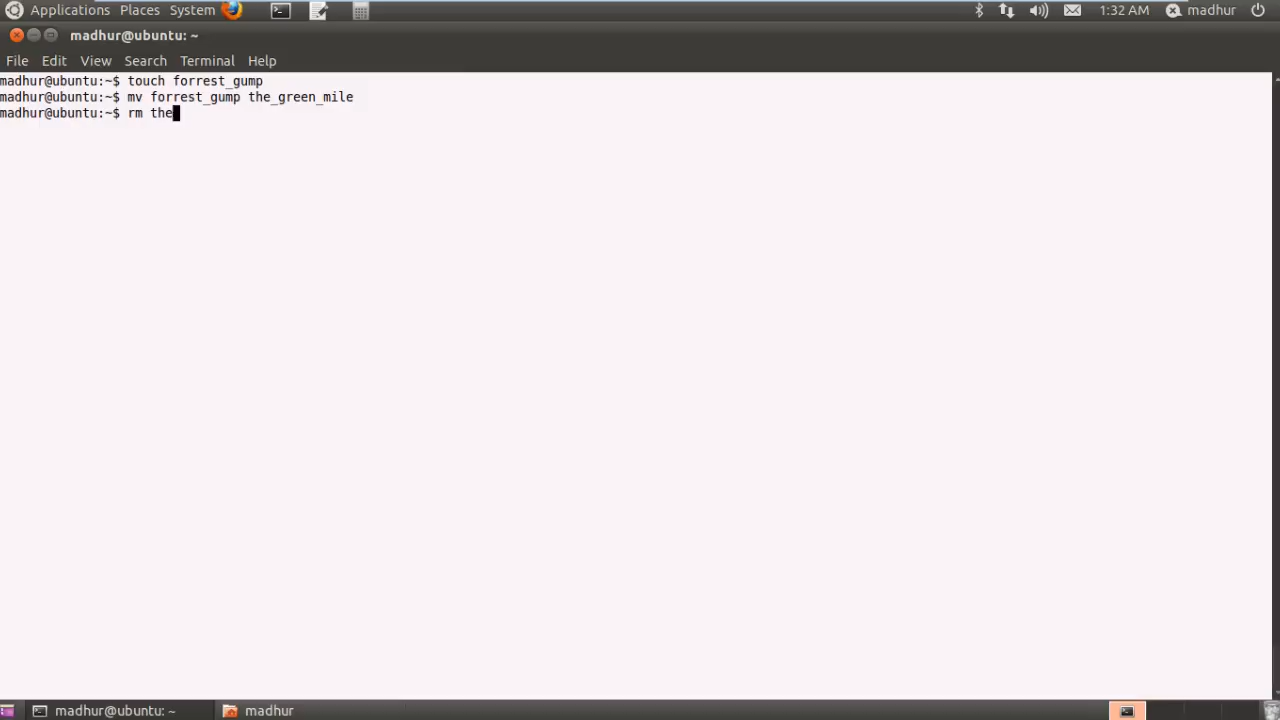 Applications Places System 1:32 AM madhur
madhur@ubuntu: ~
File Edit View Search Terminal Help
madhur@ubuntu:~$ touch forrest_gump
madhur@ubuntu:~$ mv forrest_gump the_green_mile
madhur@ubuntu:~$ rm the
madhur@ubuntu: ~ madhur